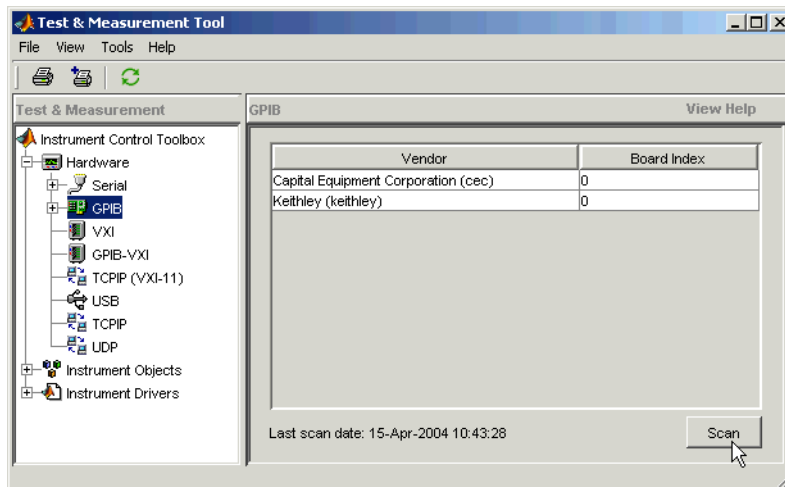 Test & Measurement Tool
File View Tools Help
Test & Measurement
GPIB View Help
Instrument Control Toolbox
Hardware
Serial
GPIB
VXI
GPIB-VXI
TCPIP (VXI-11)
USB
TCPIP
UDP
Instrument Objects
Instrument Drivers
Vendor Board Index
Capital Equipment Corporation (cec) 0
Keithley (keithley) 0
Last scan date: 15-Apr-2004 10:43:28
Scan